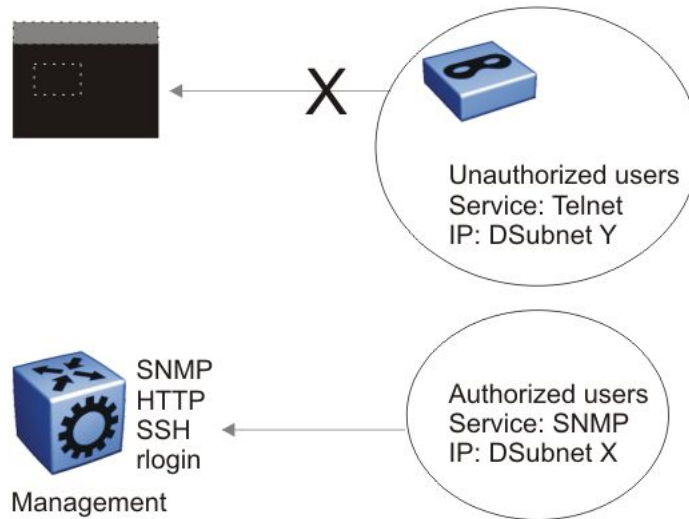 X
Unauthorized users
Service: Telnet
IP: DSubnet Y
SNMP
HTTP
SSH
rlogin
Management
Authorized users
Service: SNMP
IP: DSubnet X